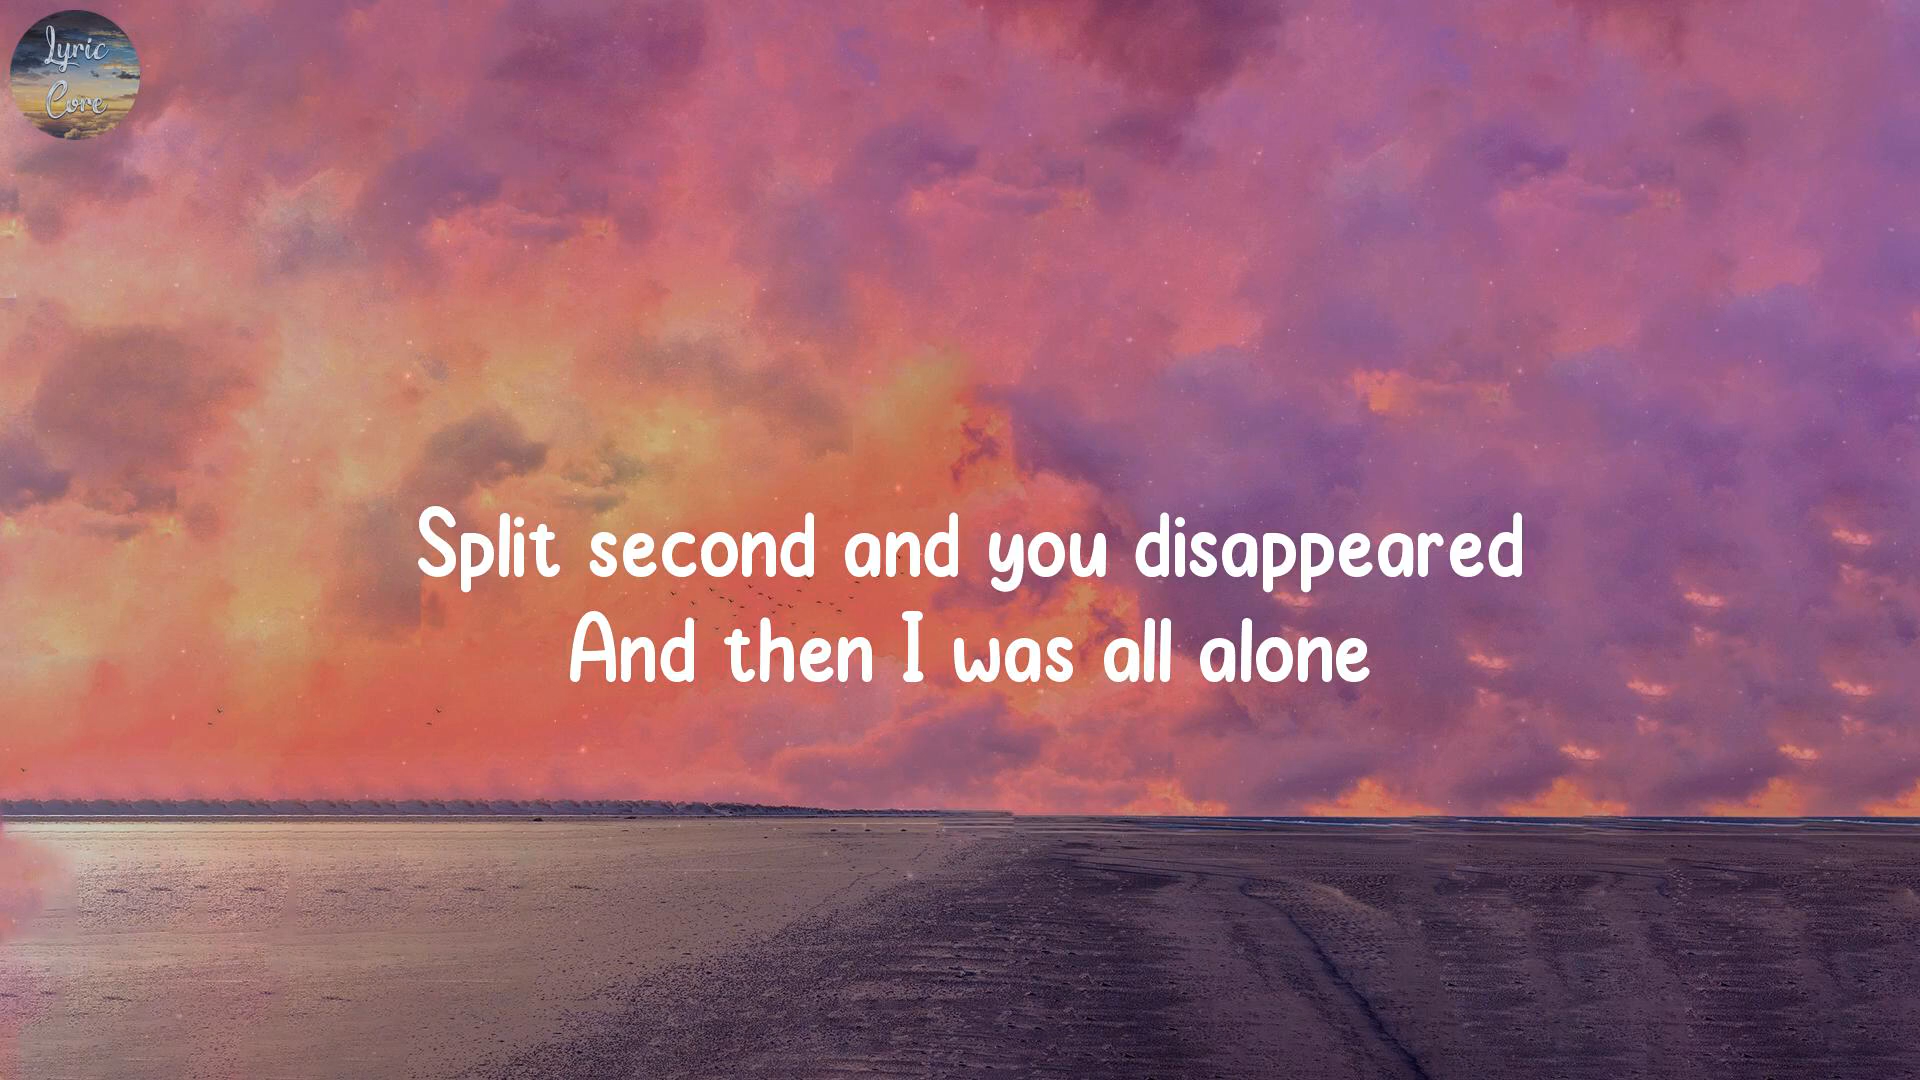 Lyric
Core
Split second and you disappeared
And then I was all alone